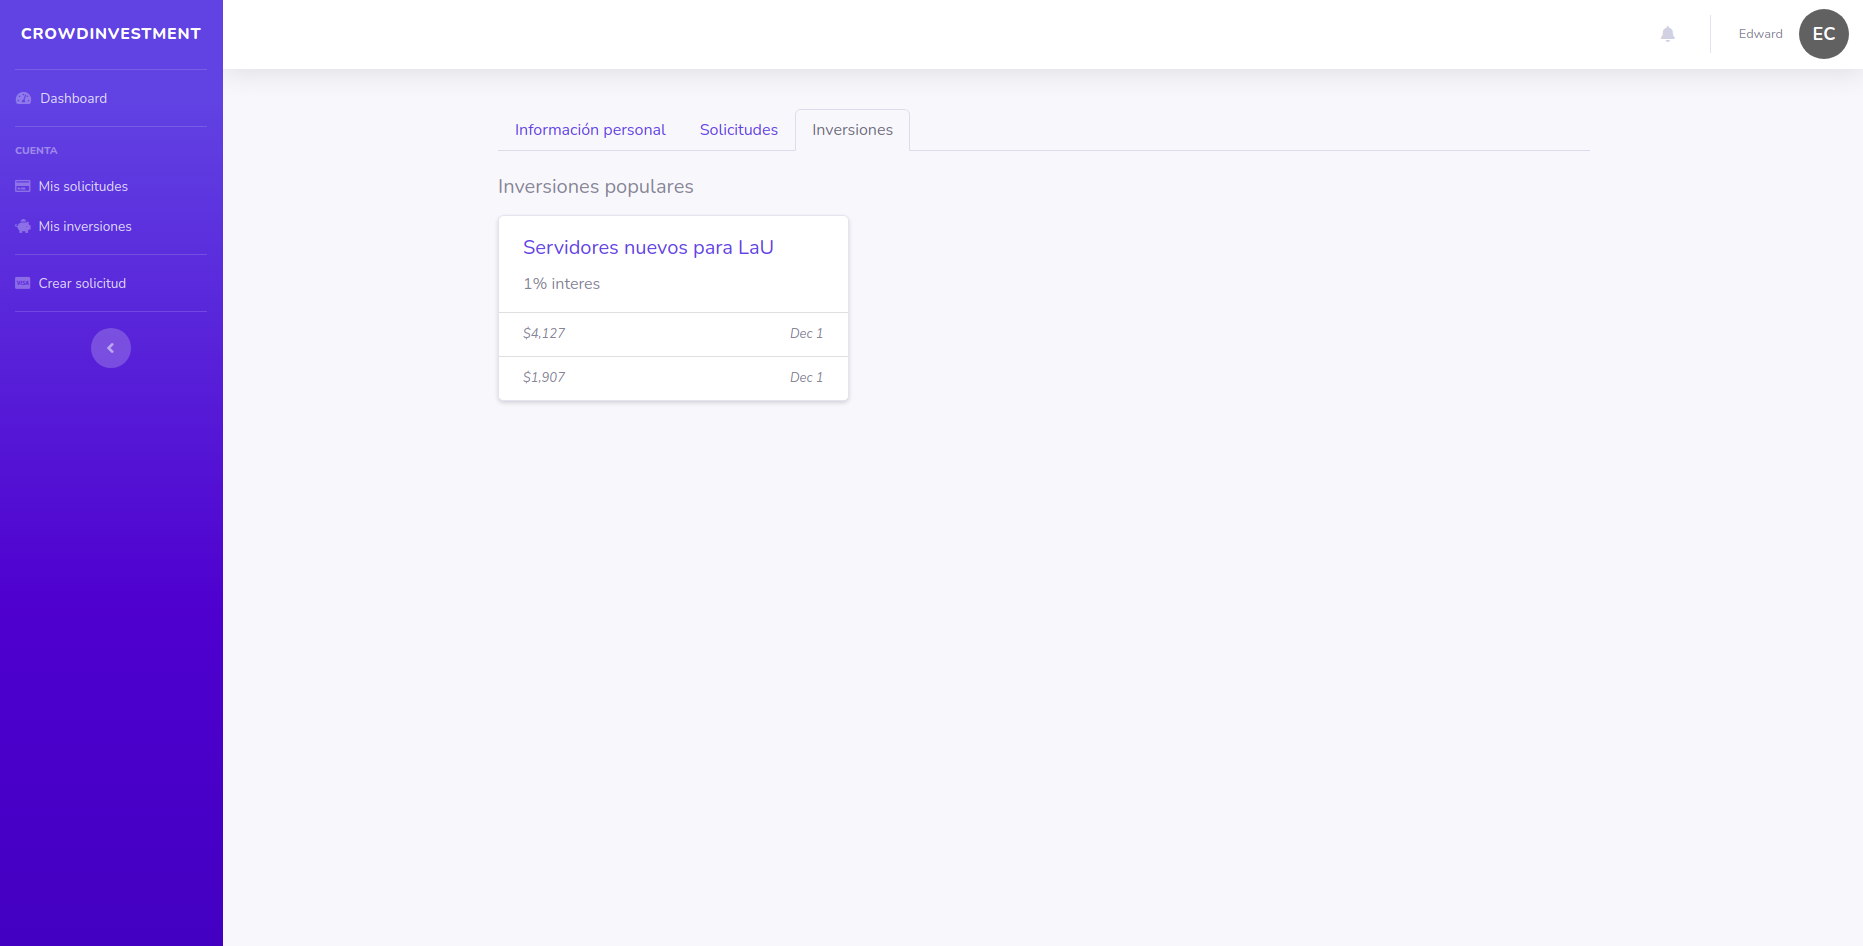 CROWDINVESTMENT
Edward
EC
Dashboard
CUENTA
Mis solicitudes
Mis inversiones
VISA
Crear solicitud
Información personal
Solicitudes
Inversiones
Inversiones populares
Servidores nuevos para LaU
1% interes
$4,127 Dec 1
$1,907 Dec 1